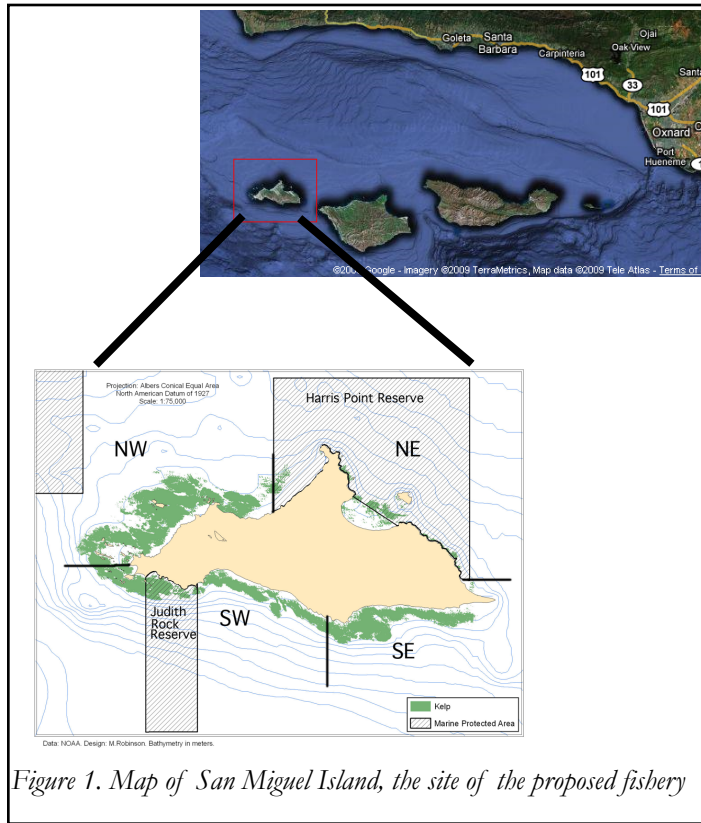 Goleta
Santa
Barbara
Carpinteria
Ojai
Oak View
101
33
Santa
101
Oxnard
Port
Hueneme
Google - Imagery ©2009 TerraMetrics, Map data ©2009 Tele Atlas - Terms of
Projection: Albers Conical Equal Area
North American Datum of 1927
Scale: 1:75,000
Harris Point Reserve
NW
NE
Judith
Rock
Reserve
SW
SE
Kelp
Marine Protected Area
Data: NOAA. Design: M.Robinson. Bathymetry in meters.
Figure 1. Map of San Miguel Island, the site of the proposed fishery